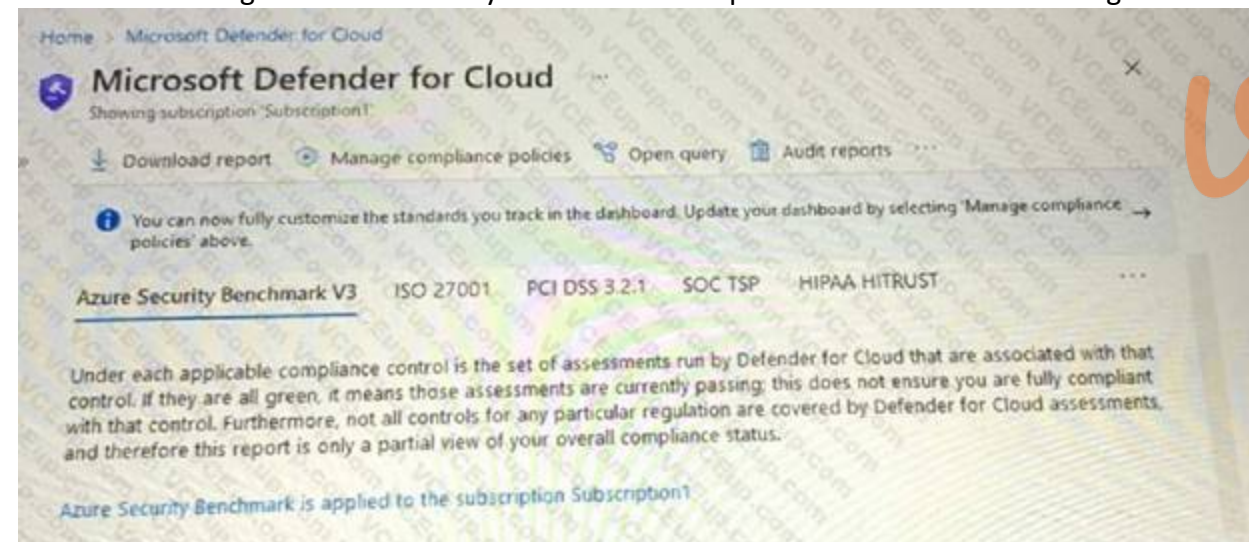 Home > Microsoft Defender for Cloud
Microsoft Defender for Cloud ...
Showing subscription 'Subscription1'
Download report Manage compliance policies Open query Audit reports ...
You can now fully customize the standards you track in the dashboard. Update your dashboard by selecting 'Manage compliance
policies' above.
Azure Security Benchmark V3 ISO 27001 PCI DSS 3.2.1 SOC TSP HIPAA HITRUST ...
Under each applicable compliance control is the set of assessments run by Defender for Cloud that are associated with that
control. If they are all green, it means those assessments are currently passing; this does not ensure you are fully compliant
with that control. Furthermore, not all controls for any particular regulation are covered by Defender for Cloud assessments,
and therefore this report is only a partial view of your overall compliance status.
Azure Security Benchmark is applied to the subscription Subscription1
VCEup.com